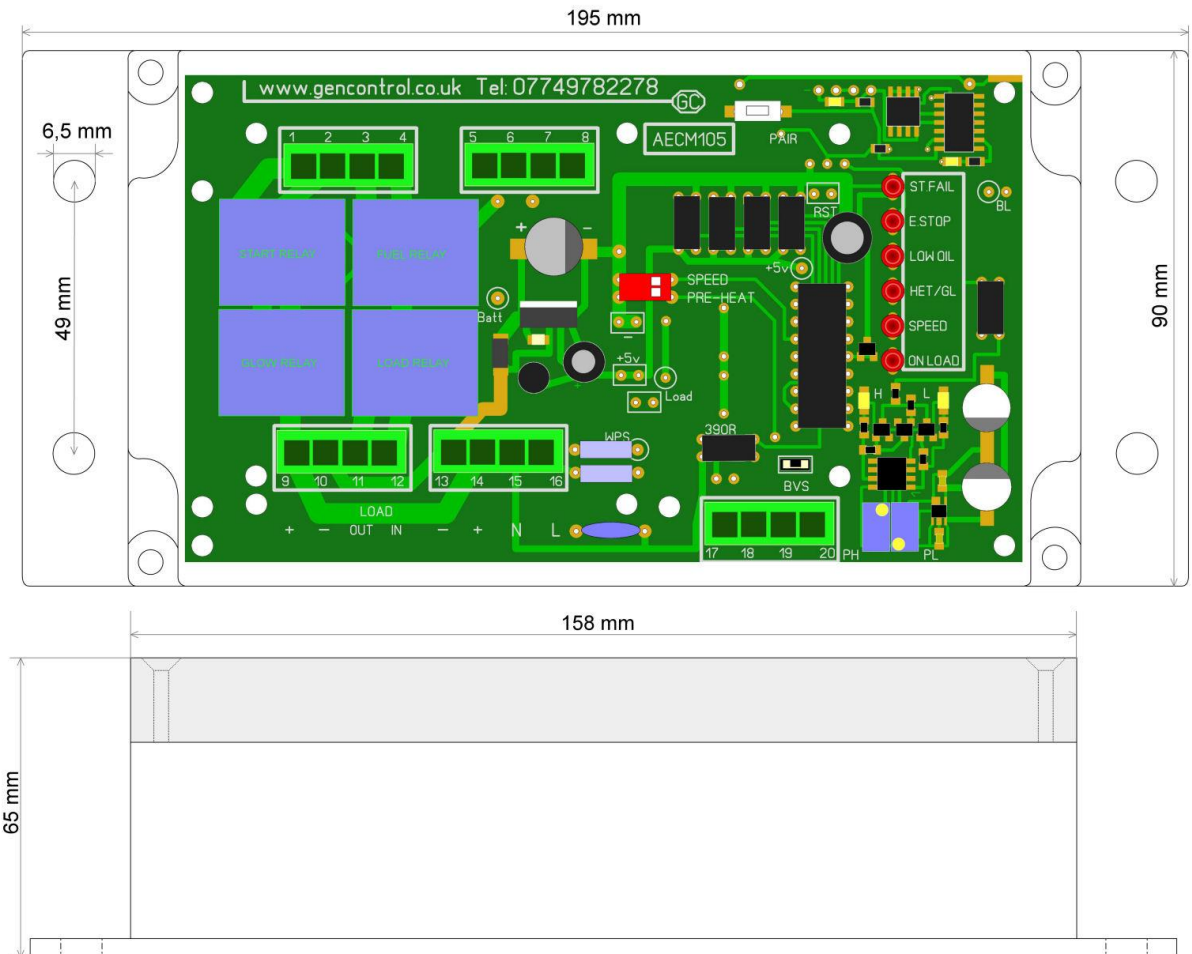 195 mm
www.gencontrol.co.uk Tel: 07749782278
GC
6,5 mm
1 2 3 4
5 6 7 8
AECM105
PAIR
ST.FAIL
BL
RST
E.STOP
START RELAY
FUEL RELAY
+ -
LOW OIL
+5v
SPEED
PRE-HEAT
HET/GL
49 mm
90 mm
Batt
-
SPEED
GLOW RELAY
LOAD RELAY
+5v
ON LOAD
Load
H L
390R
WPS
9 10 11 12
13 14 15 16
BVS
LOAD
+ - OUT IN - + N L
17 18 19 20
PH PL
158 mm
65 mm